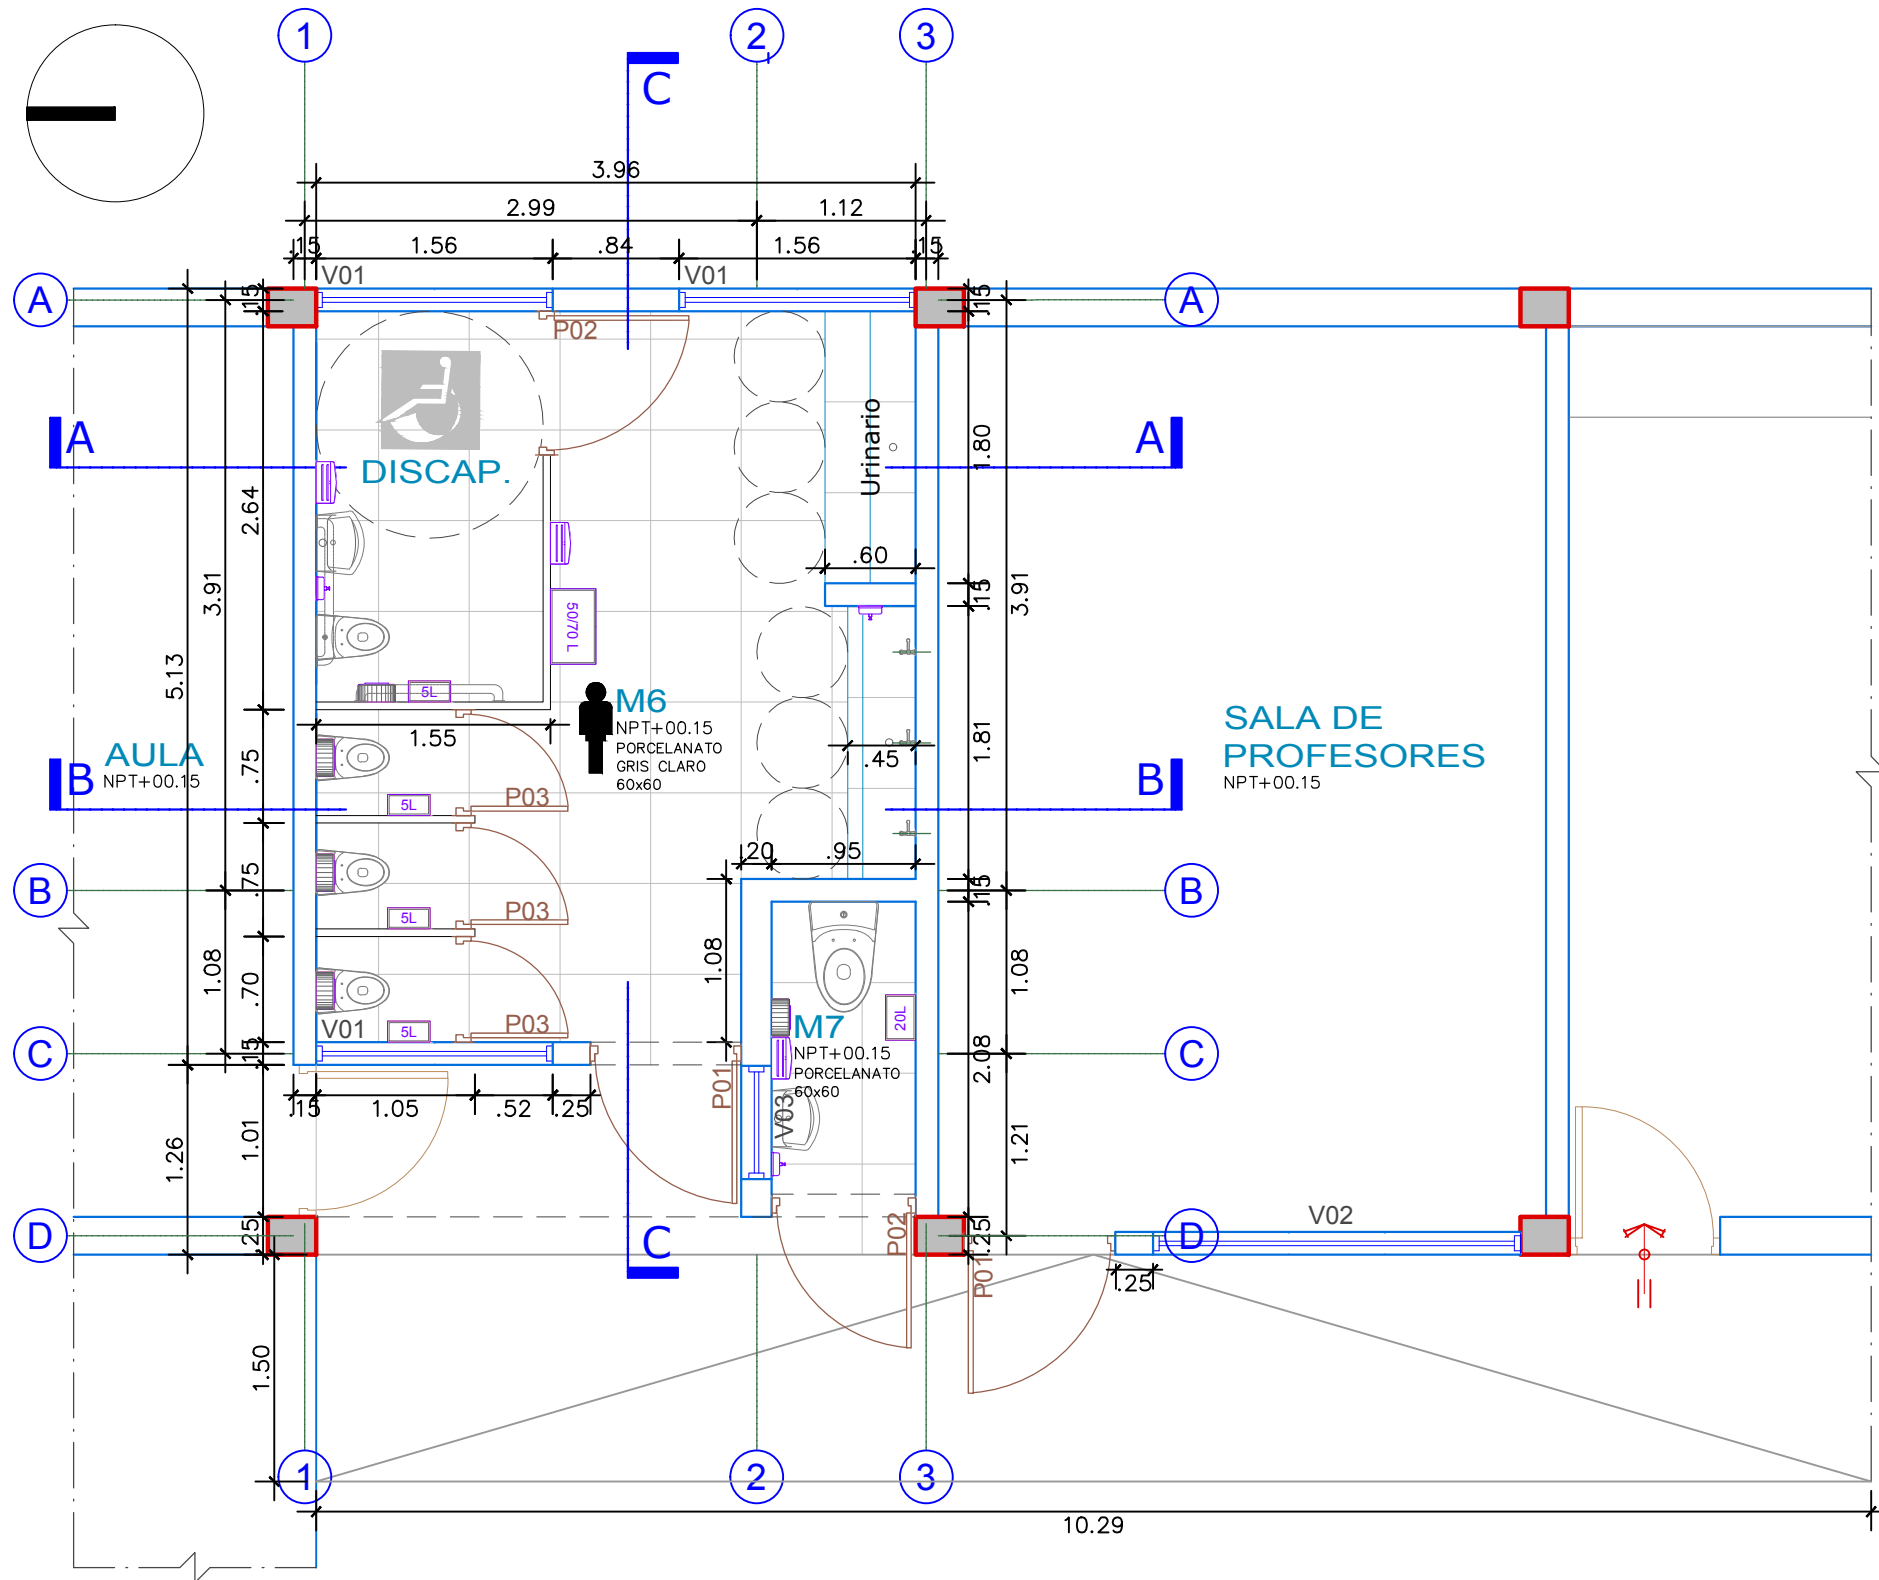 1
2
3
C
3.96
2.99
1.12
.15
1.56
.84
1.56
.15
V01
V01
A
A
.15
.15
P02
A
A
DISCAP.
Urinario
1.80
2.64
.60
3.91
5.13
.15
3.91
50/70 L
5L
M6
NPT+00.15
PORCELANATO
GRIS CLARO
60x60
1.55
SALA DE
PROFESORES
NPT+00.15
AULA
NPT+00.15
B
B
.75
.45
1.81
5L
P03
.20
.95
B
B
.75
.15
5L
P03
1.08
1.08
1.08
.70
20L
M7
NPT+00.15
PORCELANATO
60x60
V01
5L
P03
C
C
.15
2.08
P01
V03
.15
1.05
.52
.25
1.26
1.01
1.21
D
D
.25
.25
C
P02
P01
V02
.25
1.50
1
2
3
10.29